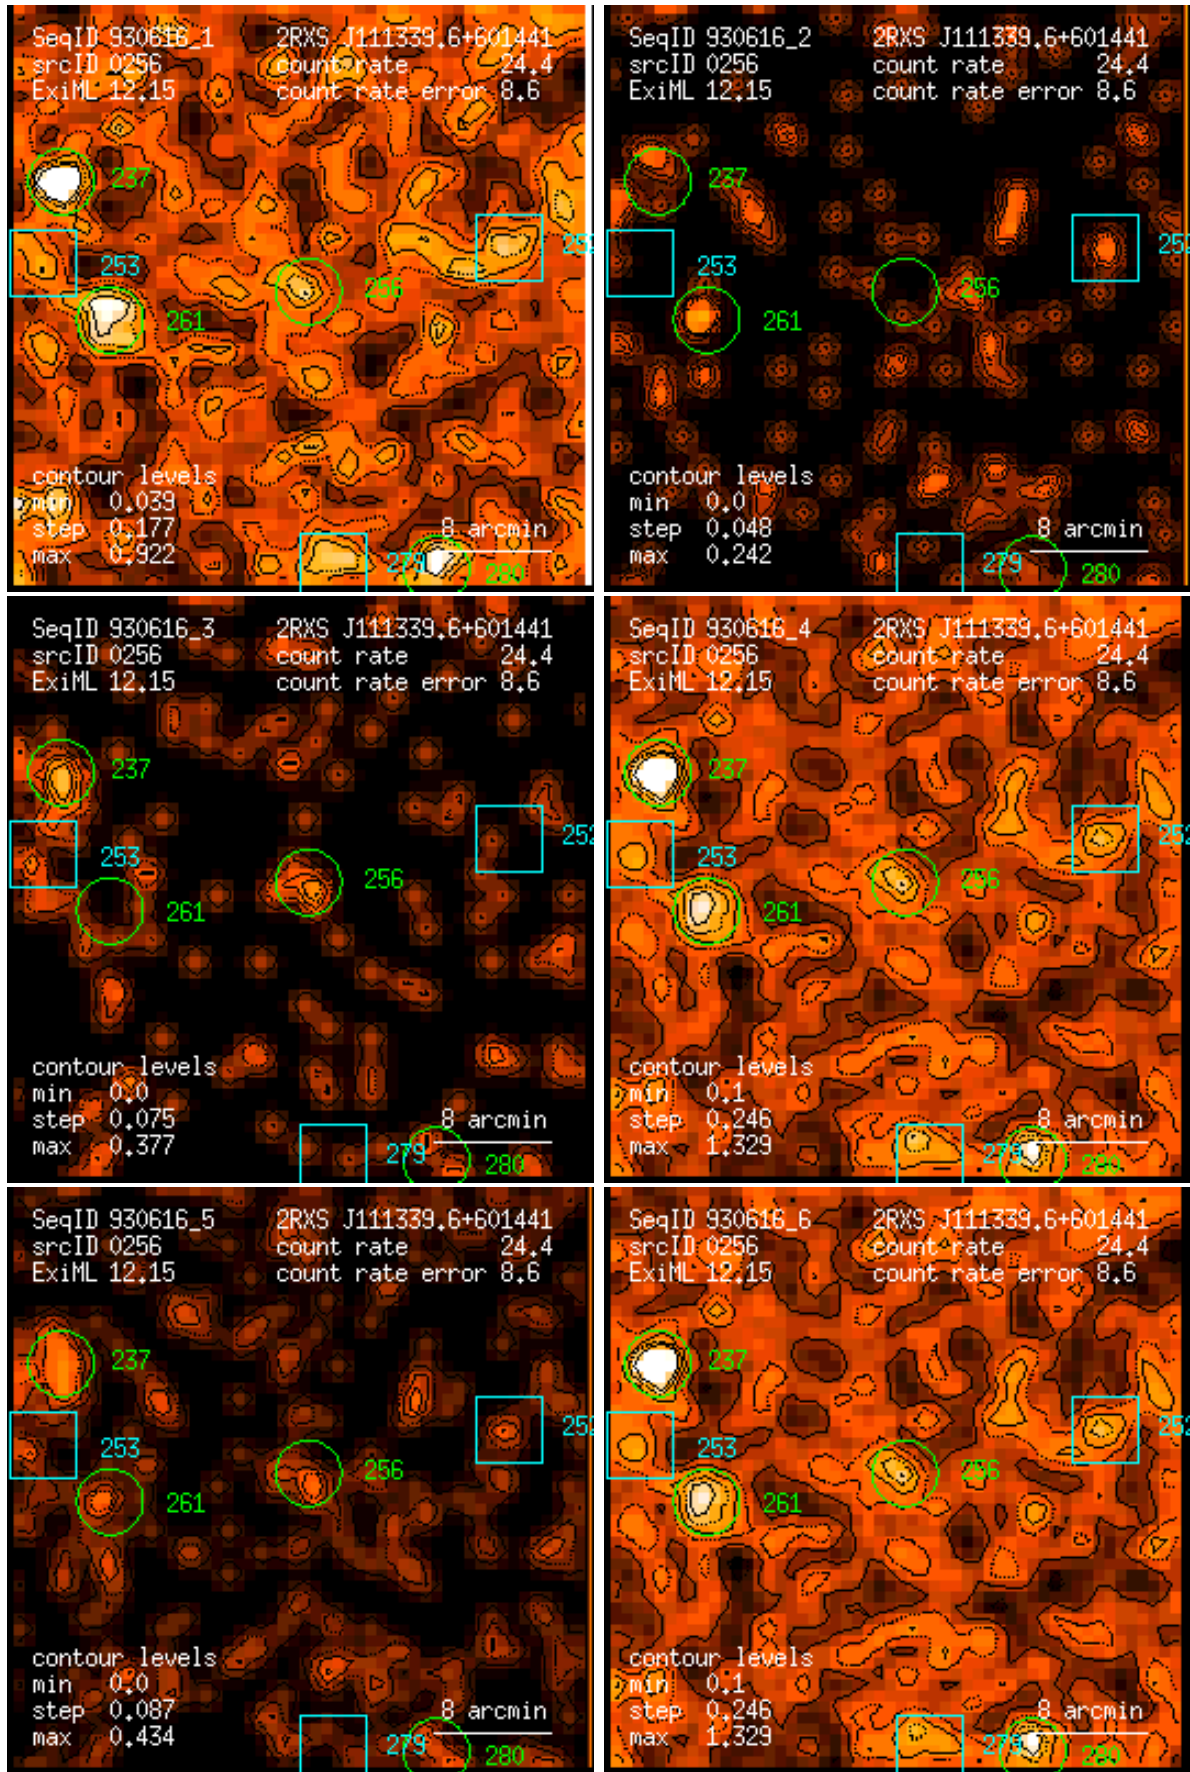 SeqID 930616_1 2RXS J111339.6+601441
srcID 0256 count rate 24.4
ExiML 12.15 count rate error 8.6
237
253
256
261
contour levels
min 0.039
step 0.177 8 arcmin
max 0.922 279 280
SeqID 930616_2 2RXS J111339.6+601441
srcID 0256 count rate 24.4
ExiML 12.15 count rate error 8.6
237
253
256
261
contour levels
min 0.0
step 0.048 8 arcmin
max 0.242 279 280
SeqID 930616_3 2RXS J111339.6+601441
srcID 0256 count rate 24.4
ExiML 12.15 count rate error 8.6
237
252
253
256
261
contour levels
min 0.0
step 0.075 8 arcmin
max 0.377 279 280
SeqID 930616_4 2RXS J111339.6+601441
srcID 0256 count rate 24.4
ExiML 12.15 count rate error 8.6
237
252
253
256
261
contour levels
min 0.1
step 0.246 8 arcmin
max 1.329 279 280
SeqID 930616_5 2RXS J111339.6+601441
srcID 0256 count rate 24.4
ExiML 12.15 count rate error 8.6
237
252
253
256
261
contour levels
min 0.0
step 0.087 8 arcmin
max 0.434 279 280
SeqID 930616_6 2RXS J111339.6+601441
srcID 0256 count rate 24.4
ExiML 12.15 count rate error 8.6
237
252
253
256
261
contour levels
min 0.1
step 0.246 8 arcmin
max 1.329 279 280